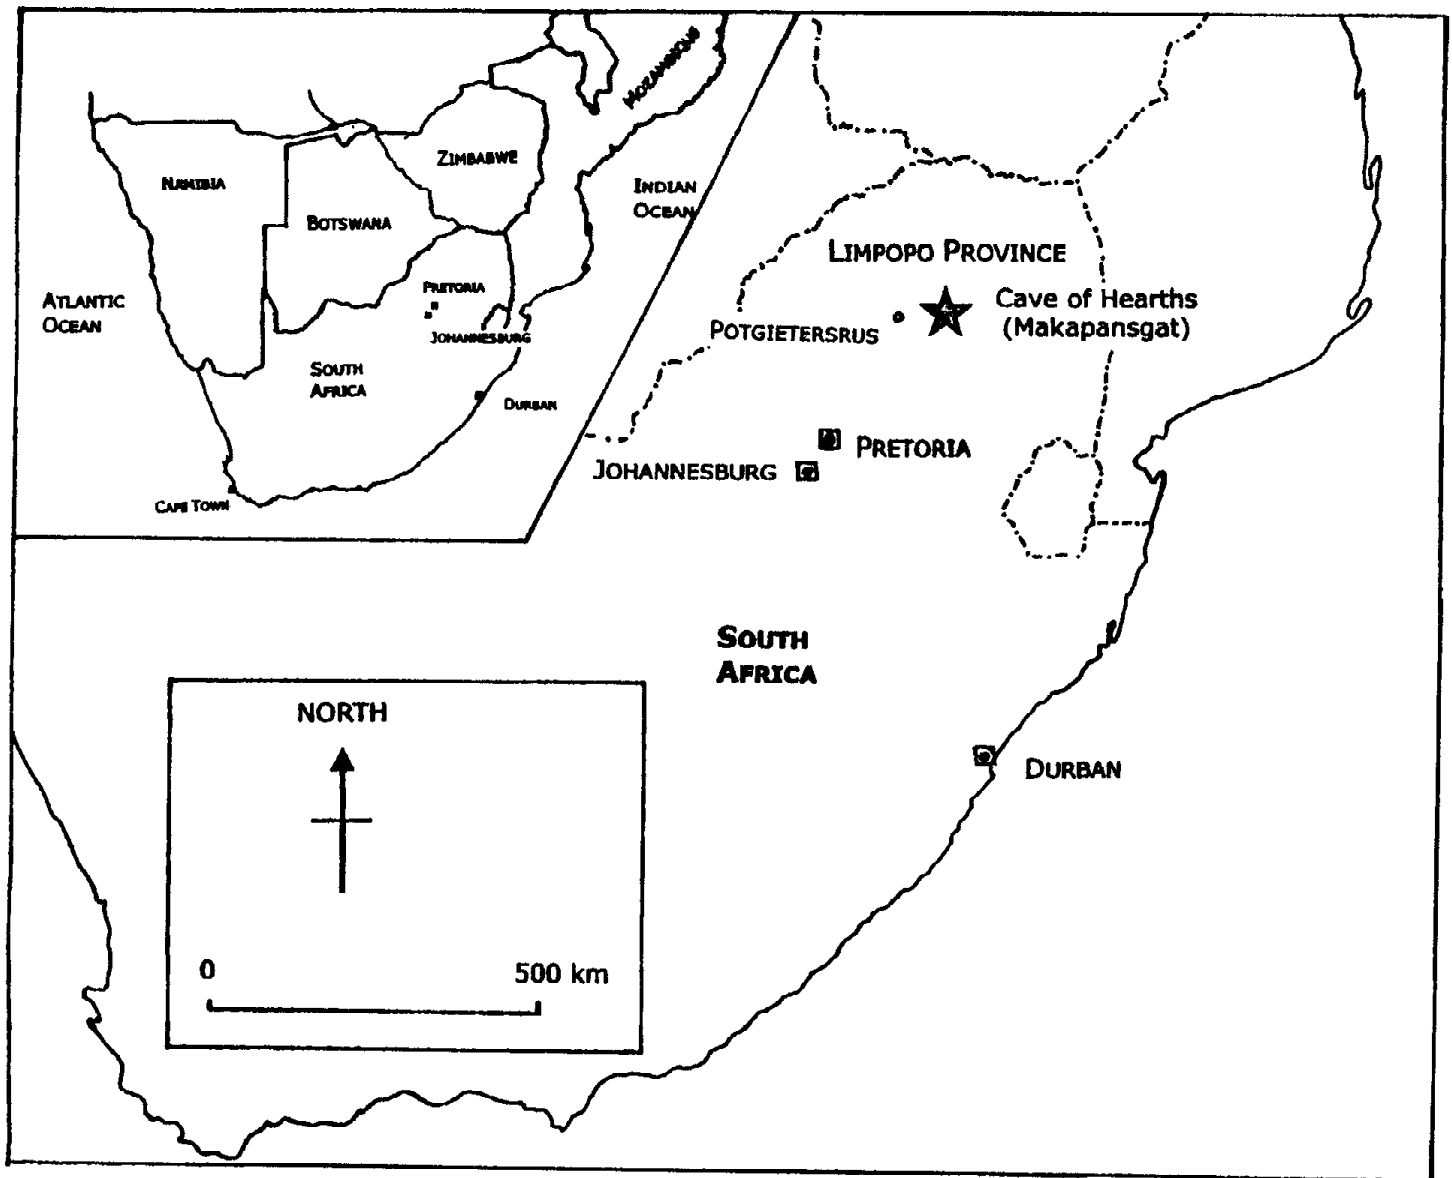 MOZAMBIQUE
ZIMBABWE
NAMIBIA
INDIAN
OCEAN
BOTSWANA
ATLANTIC
OCEAN
PRETORIA
JOHANNESBURG
SOUTH
AFRICA
DURBAN
CAPE TOWN
LIMPOPO PROVINCE
Cave of Hearths
(Makapansgat)
POTGIETERSRUS
PRETORIA
JOHANNESBURG
SOUTH
AFRICA
DURBAN
NORTH
0 500 km